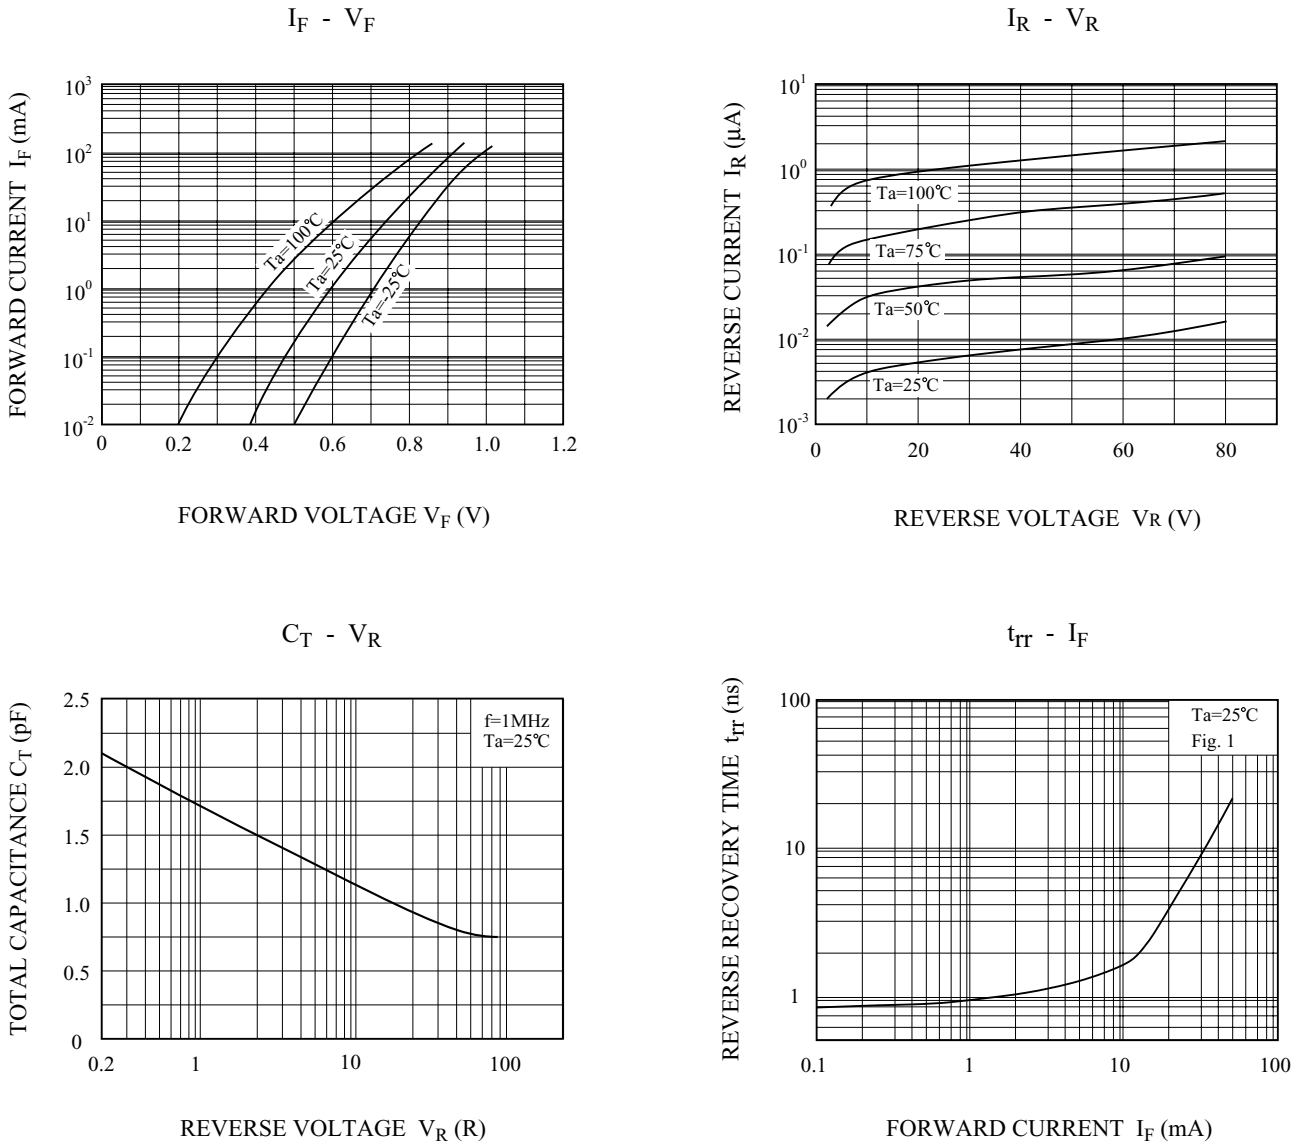 I_F - V_F
FORWARD CURRENT I_F (mA)
10^3
10^2
10^1
10^0
10^-1
10^-2
Ta=100℃
Ta=25℃
Ta=-25℃
0 0.2 0.4 0.6 0.8 1.0 1.2
FORWARD VOLTAGE V_F (V)
I_R - V_R
REVERSE CURRENT I_R (μA)
10^1
10^0
10^-1
10^-2
10^-3
Ta=100℃
Ta=75℃
Ta=50℃
Ta=25℃
0 20 40 60 80
REVERSE VOLTAGE VR (V)
C_T - V_R
TOTAL CAPACITANCE C_T (pF)
2.5
2.0
1.5
1.0
0.5
0
f=1MHz
Ta=25℃
0.2 1 10 100
REVERSE VOLTAGE V_R (R)
t_rr - I_F
REVERSE RECOVERY TIME t_rr (ns)
100
10
1
Ta=25℃
Fig. 1
0.1 1 10 100
FORWARD CURRENT I_F (mA)